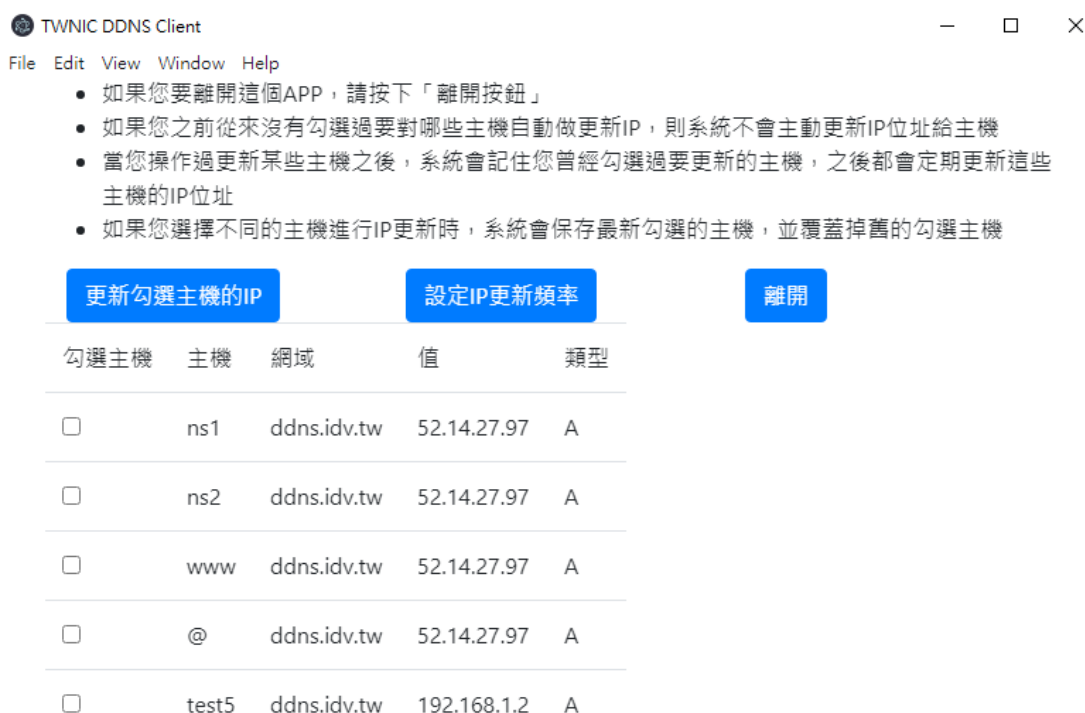 TWNIC DDNS Client
File Edit View Window Help
如果您要離開這個APP，請按下「離開按鈕」
如果您之前從來沒有勾選過要對哪些主機自動做更新IP，則系統不會主動更新IP位址給主機
當您操作過更新某些主機之後，系統會記住您曾經勾選過要更新的主機，之後都會定期更新這些
主機的IP位址
如果您選擇不同的主機進行IP更新時，系統會保存最新勾選的主機，並覆蓋掉舊的勾選主機
更新勾選主機的IP 設定IP更新頻率 離開
勾選主機 主機 網域 值 類型
ns1 ddns.idv.tw 52.14.27.97 A
ns2 ddns.idv.tw 52.14.27.97 A
www ddns.idv.tw 52.14.27.97 A
@ ddns.idv.tw 52.14.27.97 A
test5 ddns.idv.tw 192.168.1.2 A